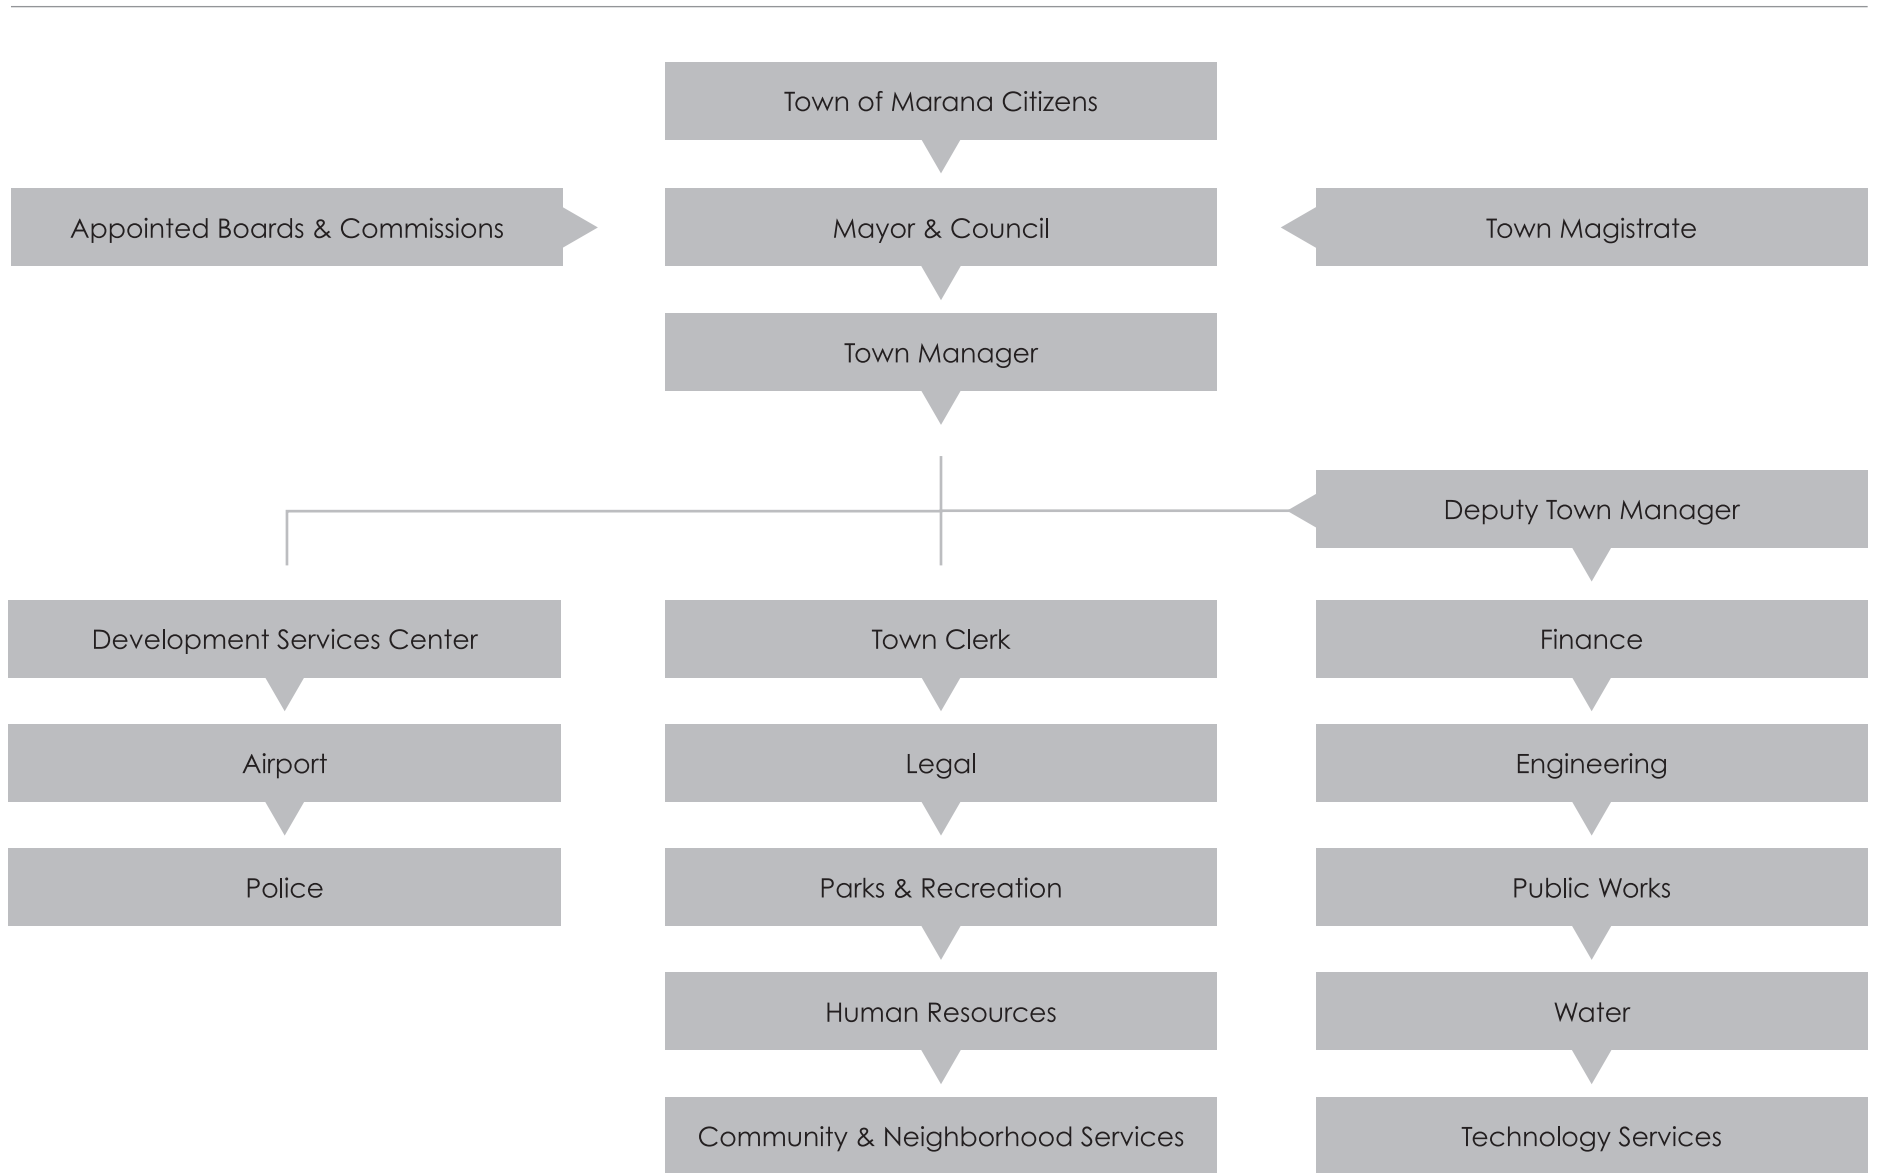 Town of Marana Citizens
Appointed Boards & Commissions
Mayor & Council
Town Magistrate
Town Manager
Deputy Town Manager
Development Services Center
Town Clerk
Finance
Airport
Legal
Engineering
Police
Parks & Recreation
Public Works
Human Resources
Water
Community & Neighborhood Services
Technology Services